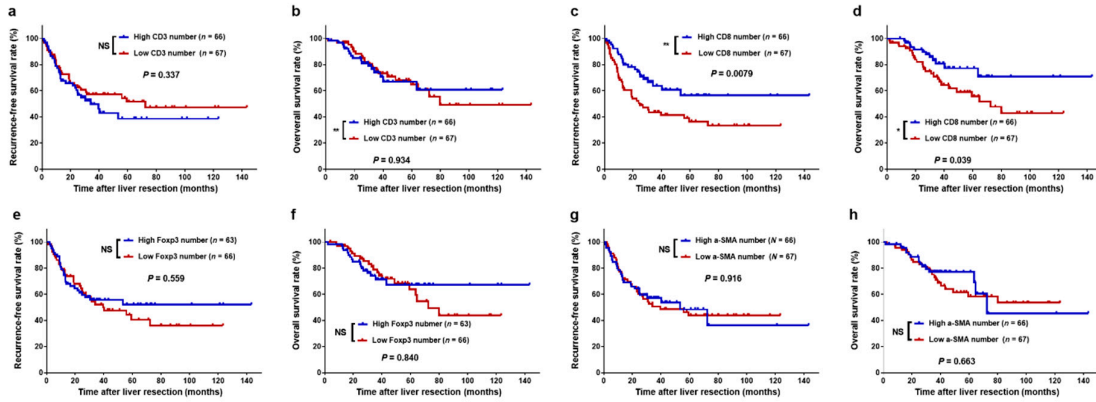 a
Recurrence-free survival rate (%)
100
80
60
40
20
0
0 20 40 60 80 100 120 140
Time after liver resection (months)
NS
High CD3 number (n = 66)
Low CD3 number (n = 67)
P = 0.337
b
Oververall survival rate (%)
100
80
60
40
20
0
0 20 40 60 80 100 120 140
Time after liver resection (months)
**
High CD3 number (n = 66)
Low CD3 number (n = 67)
P = 0.934
c
Recurrence-free survival rate (%)
100
80
60
40
20
0
0 20 40 60 80 100 120 140
Time after liver resection (months)
**
High CD8 number (n = 66)
Low CD8 number (n = 67)
P = 0.0079
d
Oververall survival rate (%)
100
80
60
40
20
0
0 20 40 60 80 100 120 140
Time after liver resection (months)
*
High CD8 number (n = 66)
Low CD8 number (n = 67)
P = 0.039
e
Recurrence-free survival rate (%)
100
80
60
40
20
0
0 20 40 60 80 100 120 140
Time after liver resection (months)
NS
High Foxp3 number (n = 63)
Low Foxp3 number (n = 66)
P = 0.559
f
Overall survival rate (%)
100
80
60
40
20
0
0 20 40 60 80 100 120 140
Time after liver resection (months)
NS
High Foxp3 nubmer (n = 63)
Low Foxp3 number (n = 66)
P = 0.840
g
Recurrence-free survival rate (%)
100
80
60
40
20
0
0 20 40 60 80 100 120 140
Time after liver resection (months)
NS
High a-SMA number (N = 66)
Low a-SMA number (N = 67)
P = 0.916
h
Overall survival rate (%)
100
80
60
40
20
0
0 20 40 60 80 100 120 140
Time after liver resection (months)
NS
High a-SMA number (n = 66)
Low a-SMA number (n = 67)
P = 0.663